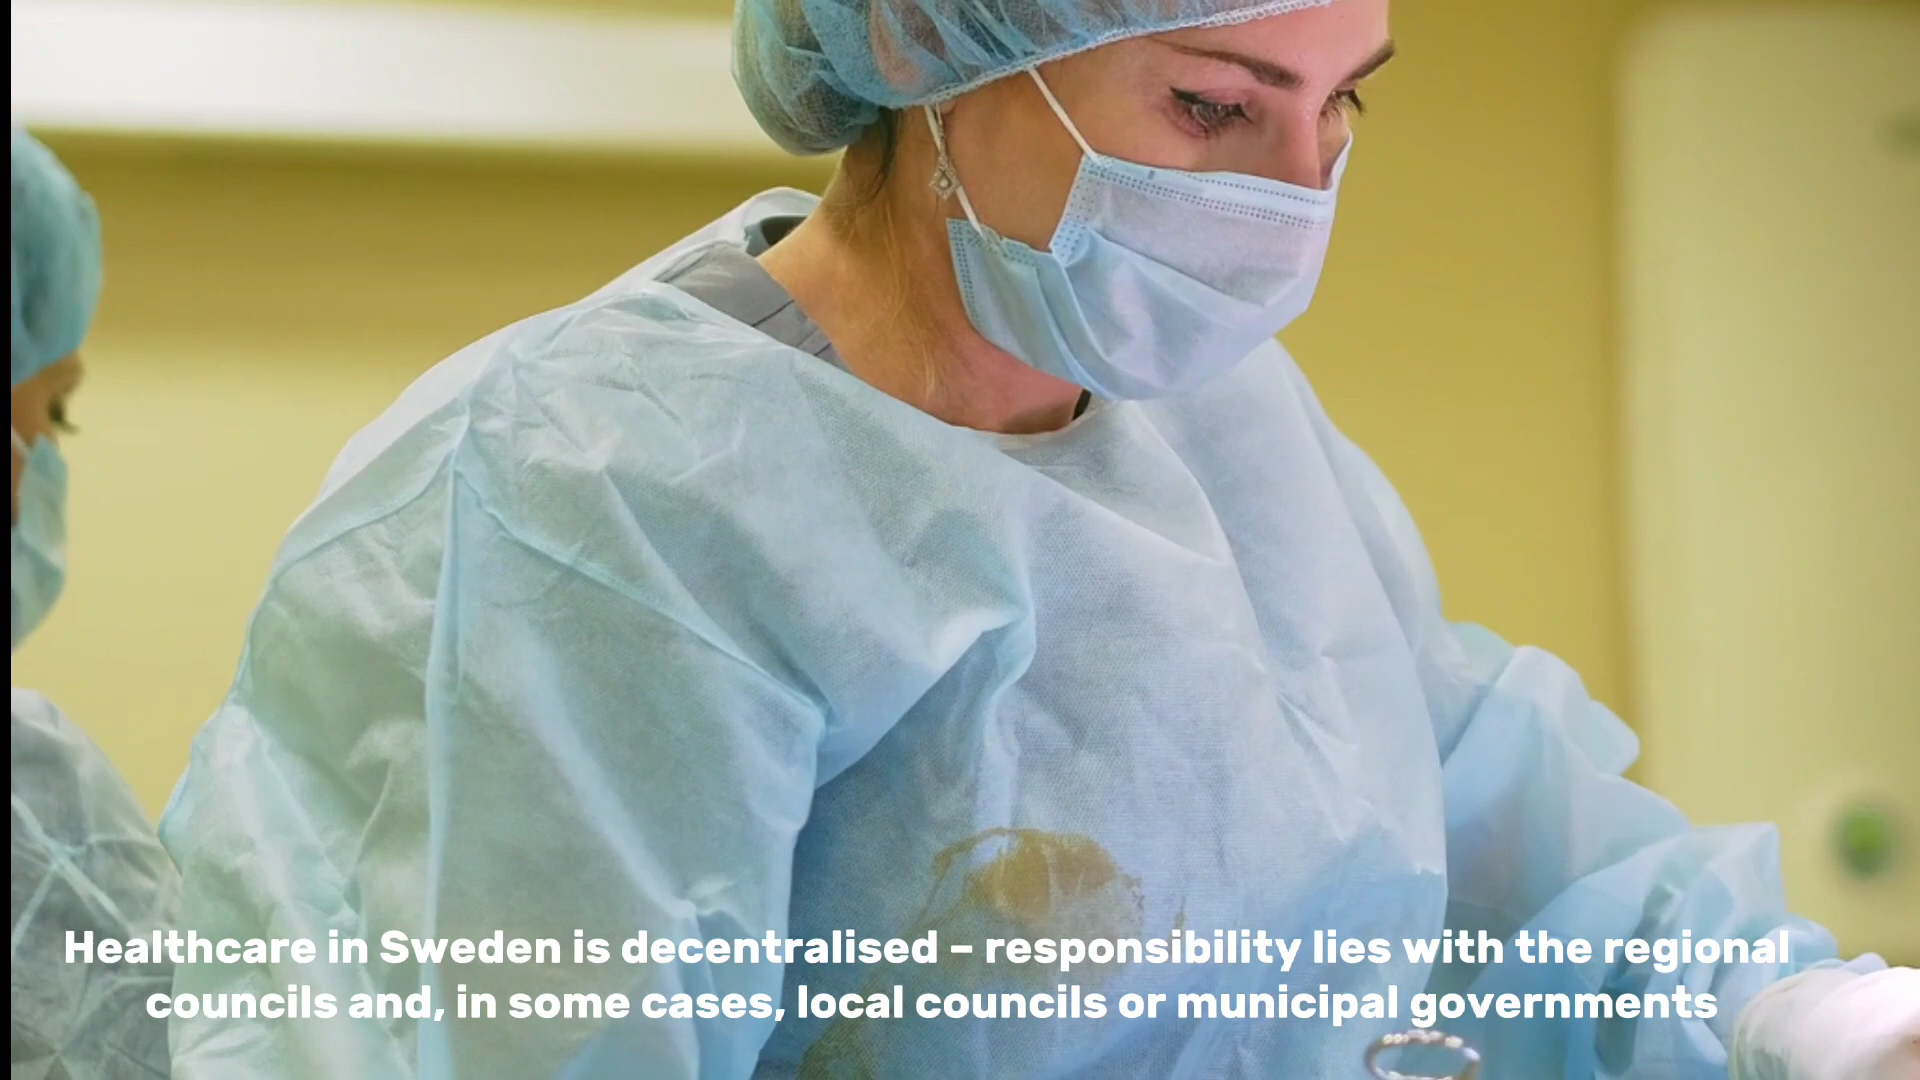 Healthcare in Sweden is decentralised – responsibility lies with the regional
councils and, in some cases, local councils or municipal governments